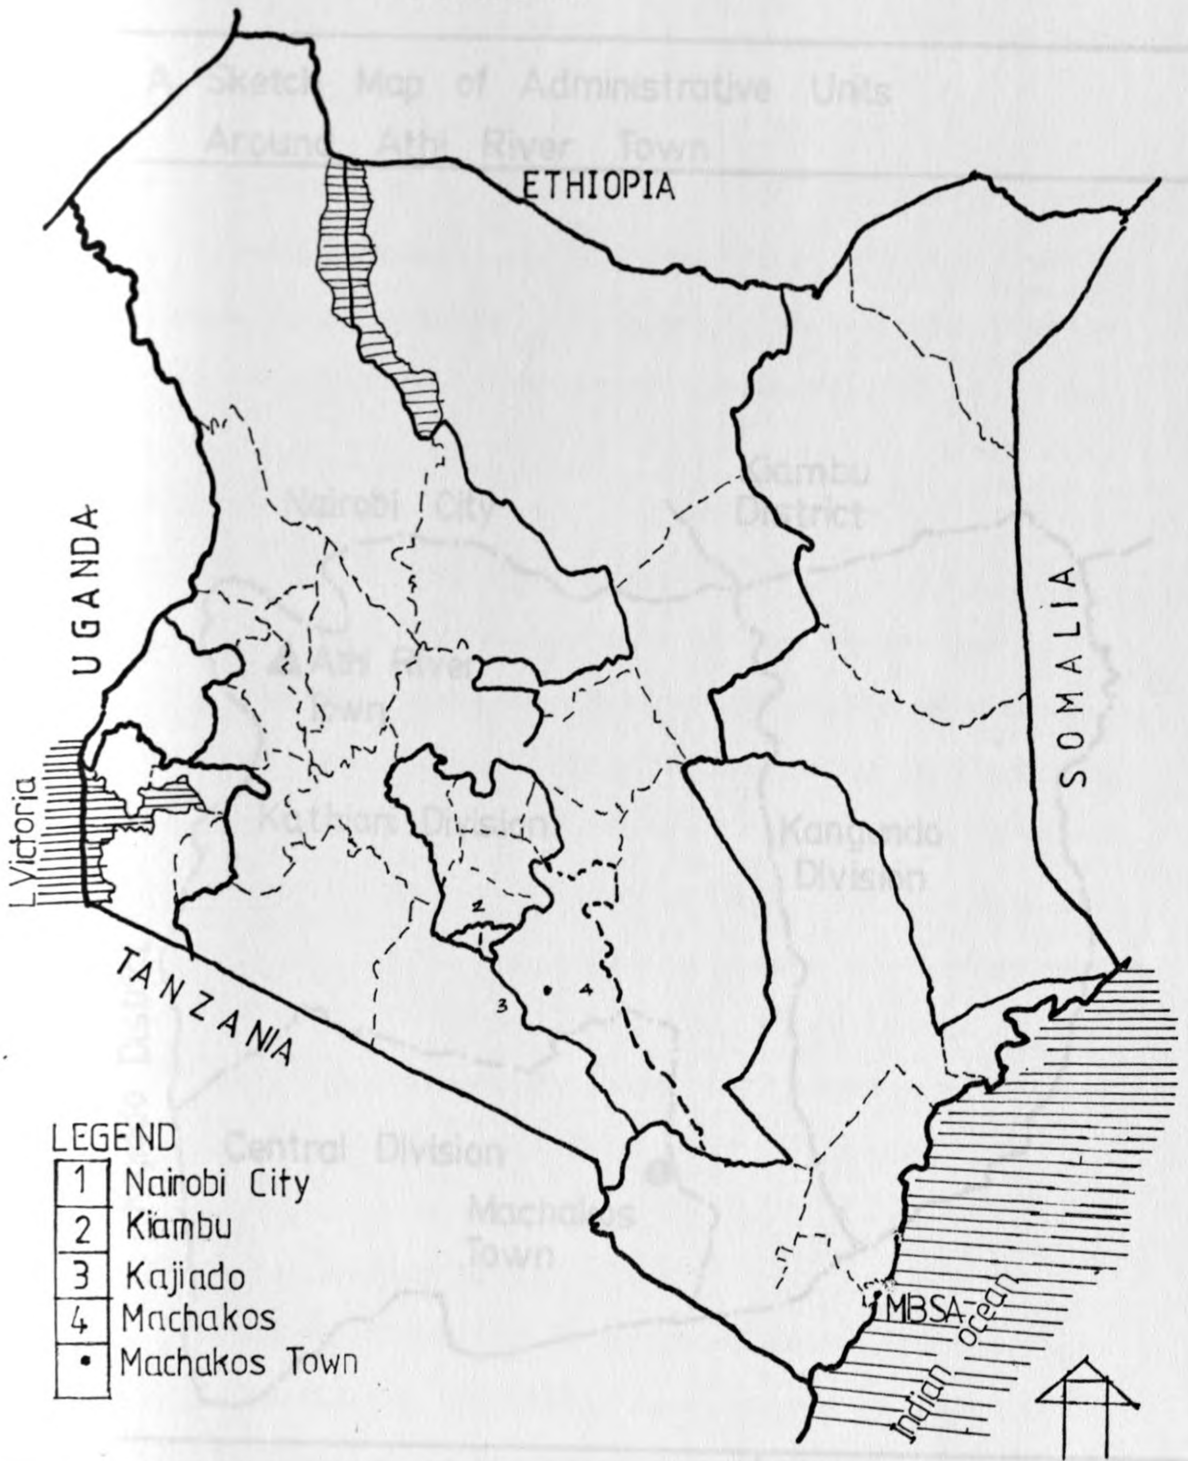 A Sketch Map of Administrative Units
Around Athi River Town
ETHIOPIA
Kiambu
District
Nairobi City
UGANDA
SOMALIA
Athi River
Town
L.Victoria
Kathiani Division
Kangundo
Division
2
3
4
TANZANIA
LEGEND
1 Nairobi City
2 Kiambu
3 Kajiado
4 Machakos
• Machakos Town
Central Division
Machakos
Town
MBSA
Indian ocean